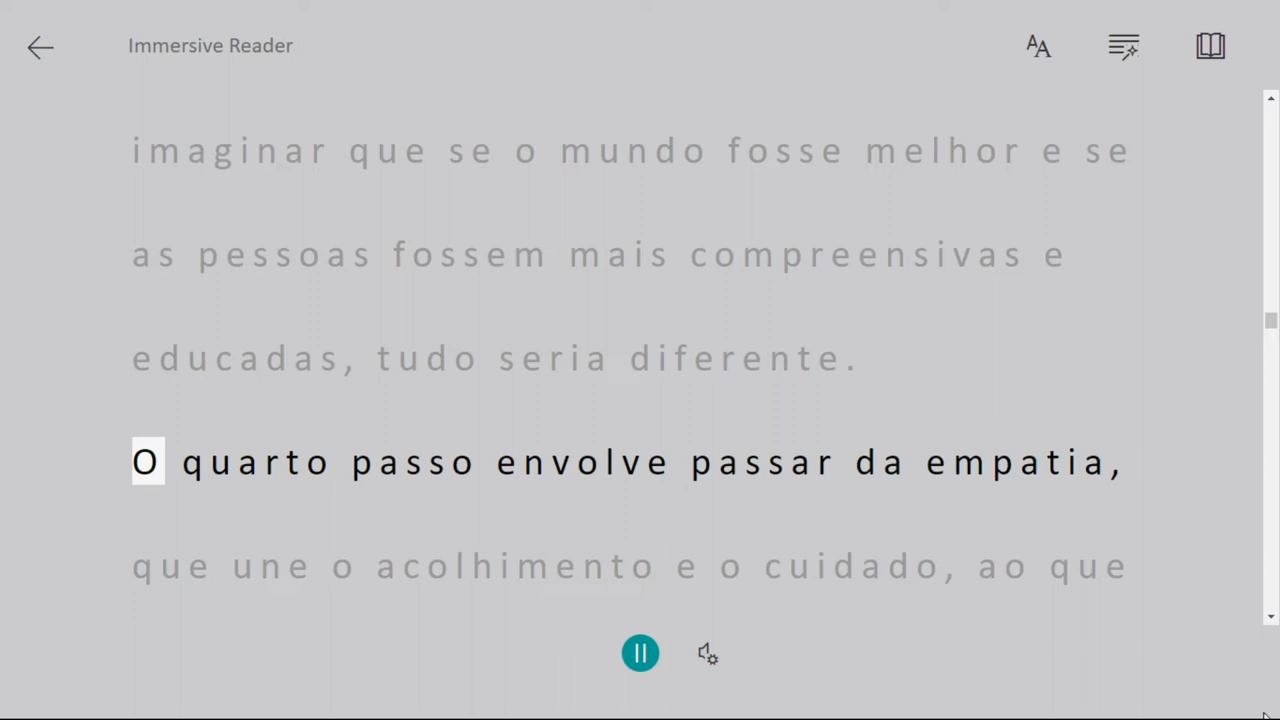 Immersive Reader
imaginar que se o mundo fosse melhor e se
as pessoas fossem mais compreensivas e
educadas, tudo seria diferente.
O quarto passo envolve passar da empatia,
que une o acolhimento e o cuidado, ao que